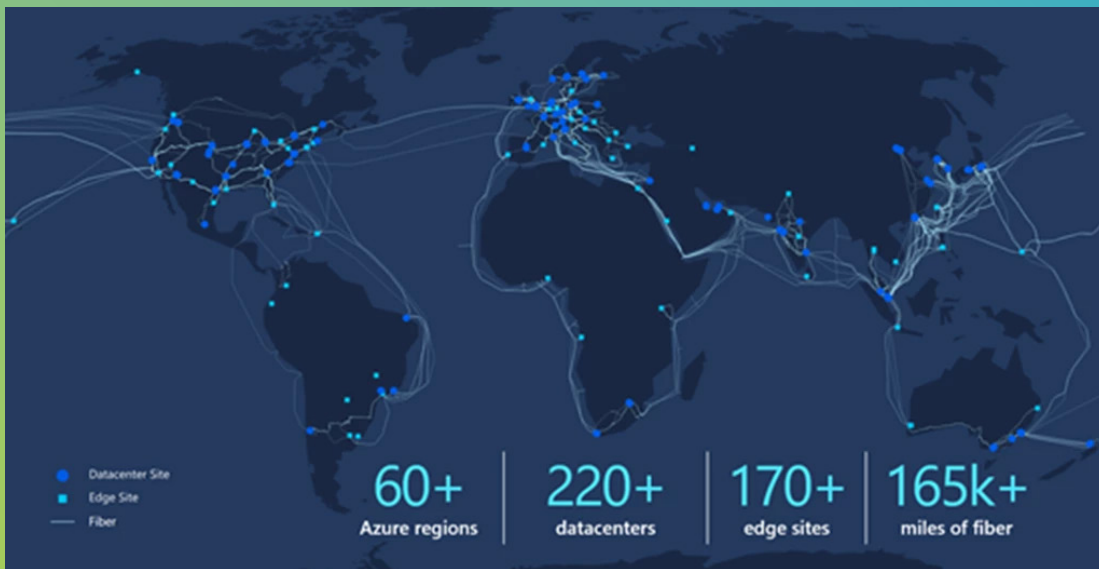 Datacenter Site
Edge Site
Fiber
60+
Azure regions
220+
datacenters
170+
edge sites
165k+
miles of fiber